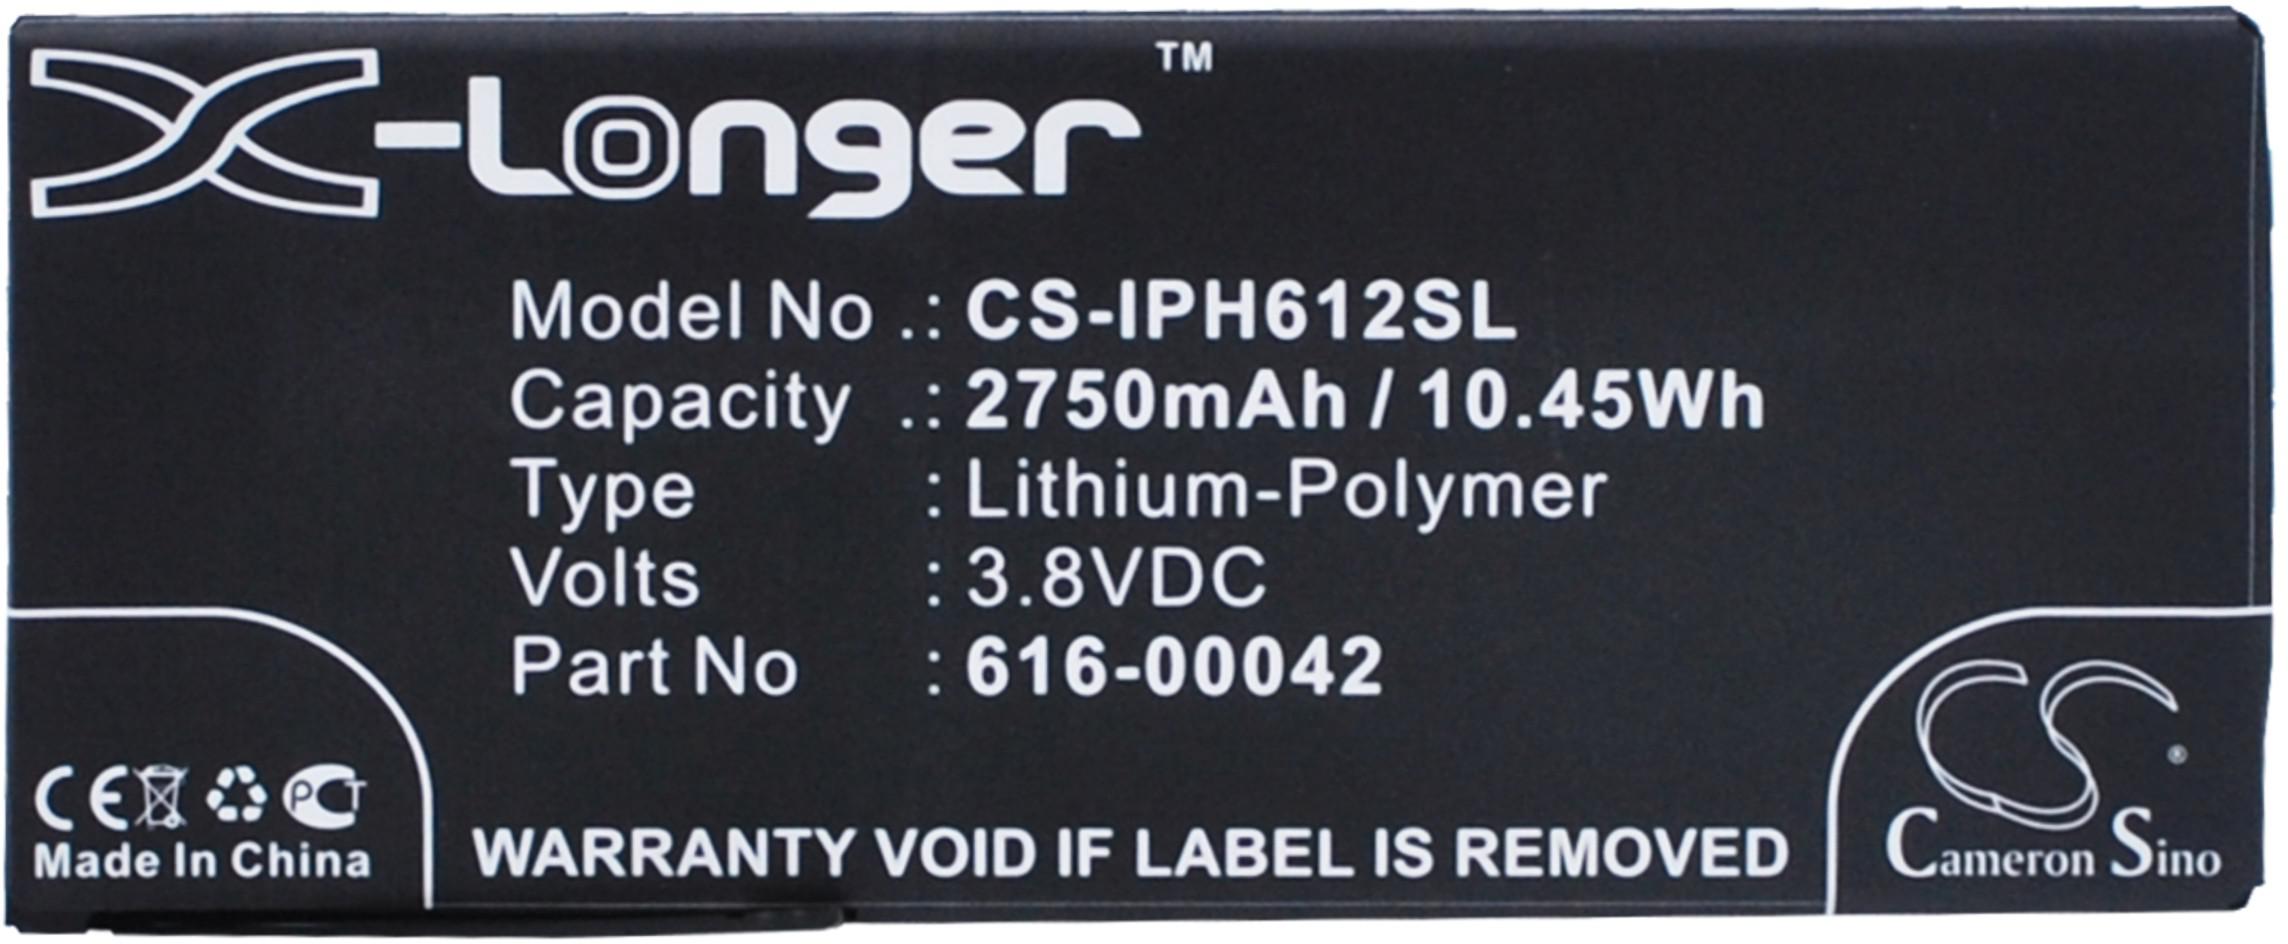 X-Longer™
Model No .: CS-IPH612SL
Capacity .: 2750mAh / 10.45Wh
Type : Lithium-Polymer
Volts : 3.8VDC
Part No : 616-00042
CE PCT
Made In China
WARRANTY VOID IF LABEL IS REMOVED
CS®
Cameron Sino